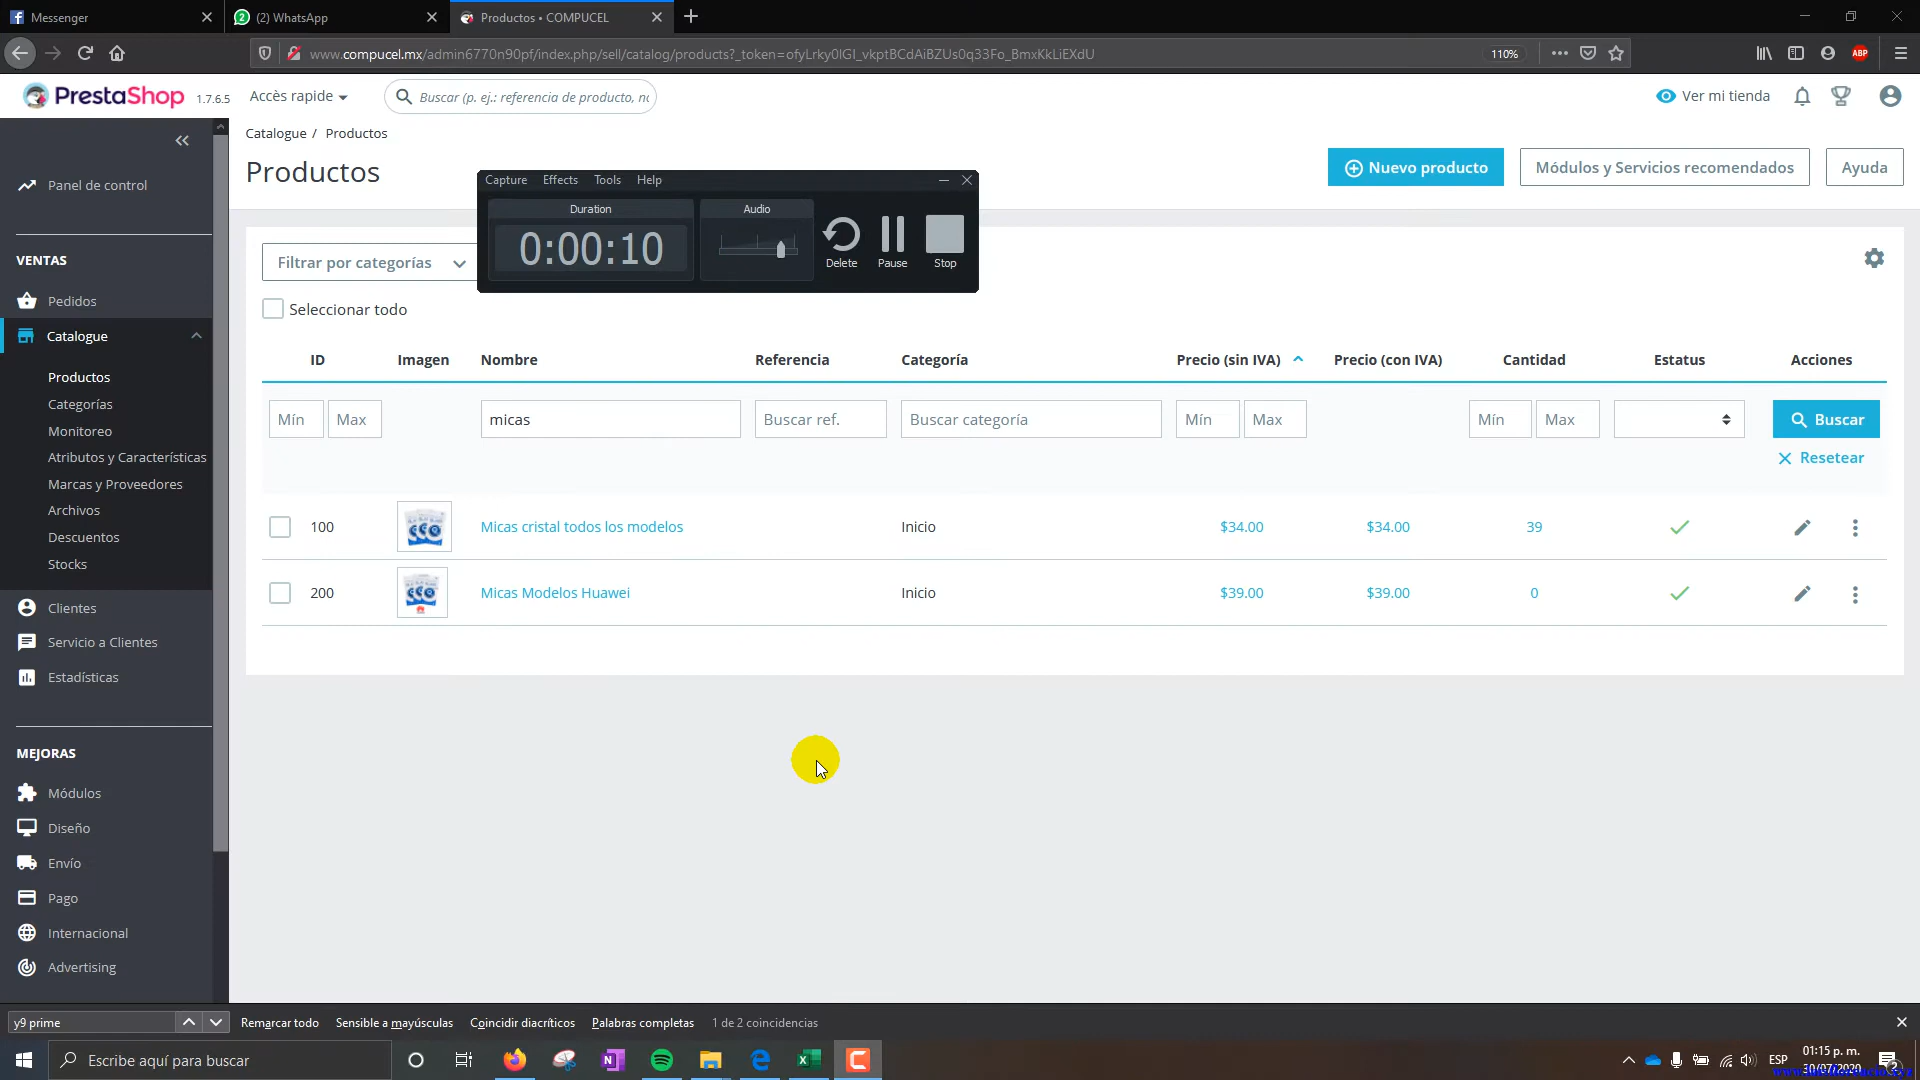 Messenger
(2) WhatsApp
Productos • COMPUCEL
www.compucel.mx/admin6770n90pf/index.php/sell/catalog/products?_token=ofyLrky0lGI_vkptBCdAiBZUs0q33Fo_BmxKkLiEXdU
110%
ABP
PrestaShop 1.7.6.5
Accès rapide
Buscar (p. ej.: referencia de producto, no
Ver mi tienda
Catalogue / Productos
Productos
Nuevo producto
Módulos y Servicios recomendados
Ayuda
Panel de control
VENTAS
Pedidos
Catalogue
Productos
Categorías
Monitoreo
Atributos y Características
Marcas y Proveedores
Archivos
Descuentos
Stocks
Clientes
Servicio a Clientes
Estadísticas
MEJORAS
Módulos
Diseño
Envío
Pago
Internacional
Advertising
Capture Effects Tools Help
Duration
0:00:10
Audio
Delete
Pause
Stop
Filtrar por categorías
Seleccionar todo
ID Imagen Nombre Referencia Categoría Precio (sin IVA) Precio (con IVA) Cantidad Estatus Acciones
Mín Max micas Buscar ref. Buscar categoría Mín Max Mín Max Buscar
Resetear
100 Micas cristal todos los modelos Inicio $34.00 $34.00 39
200 Micas Modelos Huawei Inicio $39.00 $39.00 0
y9 prime
Remarcar todo Sensible a mayúsculas Coincidir diacríticos Palabras completas 1 de 2 coincidencias
Escribe aquí para buscar
ESP
01:15 p. m.
30/07/2020
2